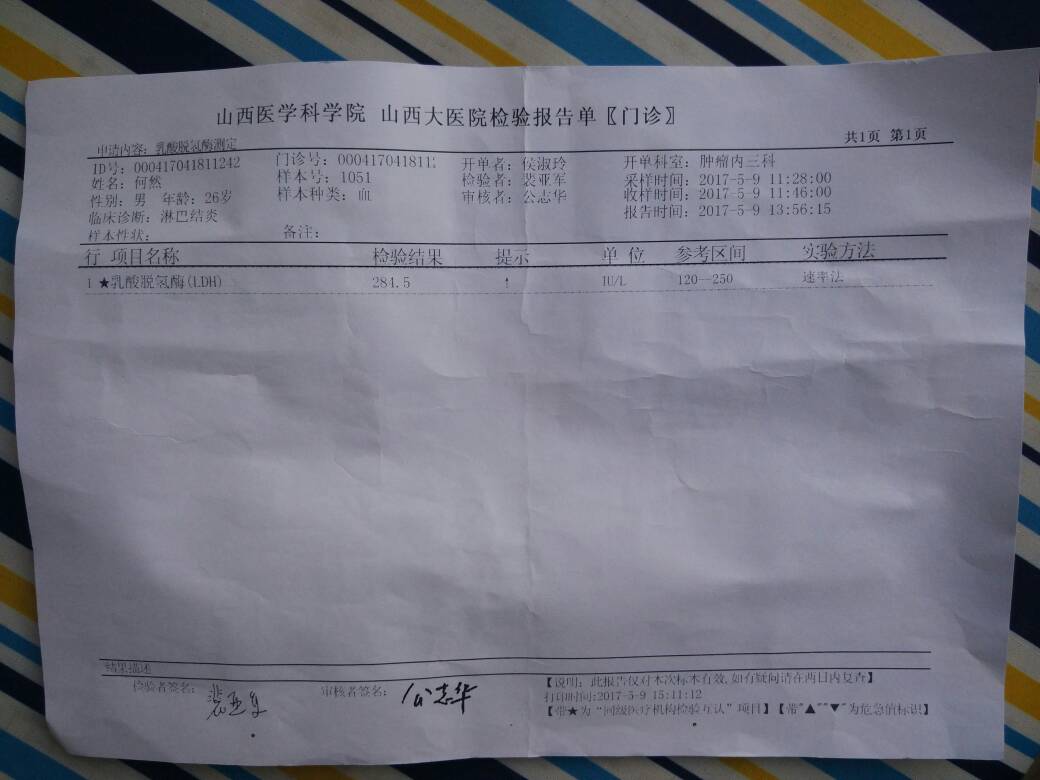 山西医学科学院 山西大医院检验报告单〖门诊〗
申请内容：乳酸脱氢酶测定 共1页 第1页
ID号：000417041811242 门诊号：00041704181124 开单者：侯淑玲 开单科室：肿瘤内三科
姓名：何然 样本号：1051 检验者：裴亚军 采样时间：2017-5-9 11:28:00
性别：男 年龄：26岁 样本种类：血 审核者：公志华 收样时间：2017-5-9 11:46:00
临床诊断：淋巴结炎 报告时间：2017-5-9 13:56:15
样本性状： 备注：
行 项目名称 检验结果 提示 单 位 参考区间 实验方法
1 ★乳酸脱氢酶(LDH) 284.5 ↑ IU/L 120--250 速率法
结果描述
检验者签名：裴亚军 审核者签名：公志华 【说明：此报告仅对本次标本有效,如有疑问请在两日内复查】
打印时间:2017-5-9 15:11:12
【带★为“同级医疗机构检验互认”项目】【带"▲""▼"为危急值标识】